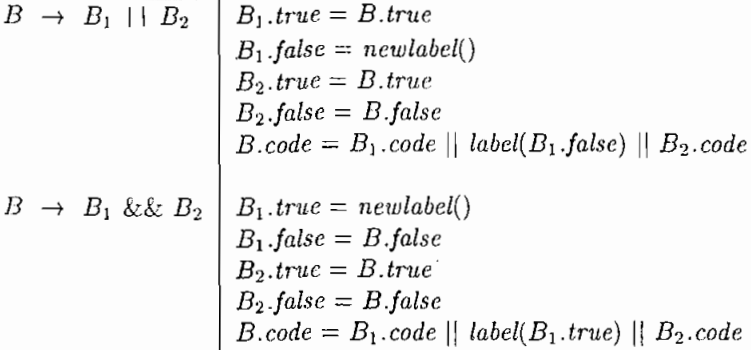 B → B₁ || B₂ B₁.true = B.true
B₁.false = newlabel()
B₂.true = B.true
B₂.false = B.false
B.code = B₁.code || label(B₁.false) || B₂.code
B → B₁ && B₂ B₁.true = newlabel()
B₁.false = B.false
B₂.true = B.true
B₂.false = B.false
B.code = B₁.code || label(B₁.true) || B₂.code